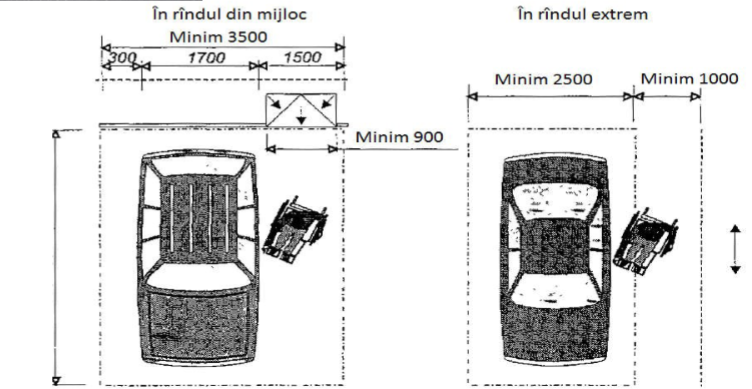 În rîndul din mijloc
Minim 3500
300 1700 1500
Minim 900
În rîndul extrem
Minim 2500 Minim 1000